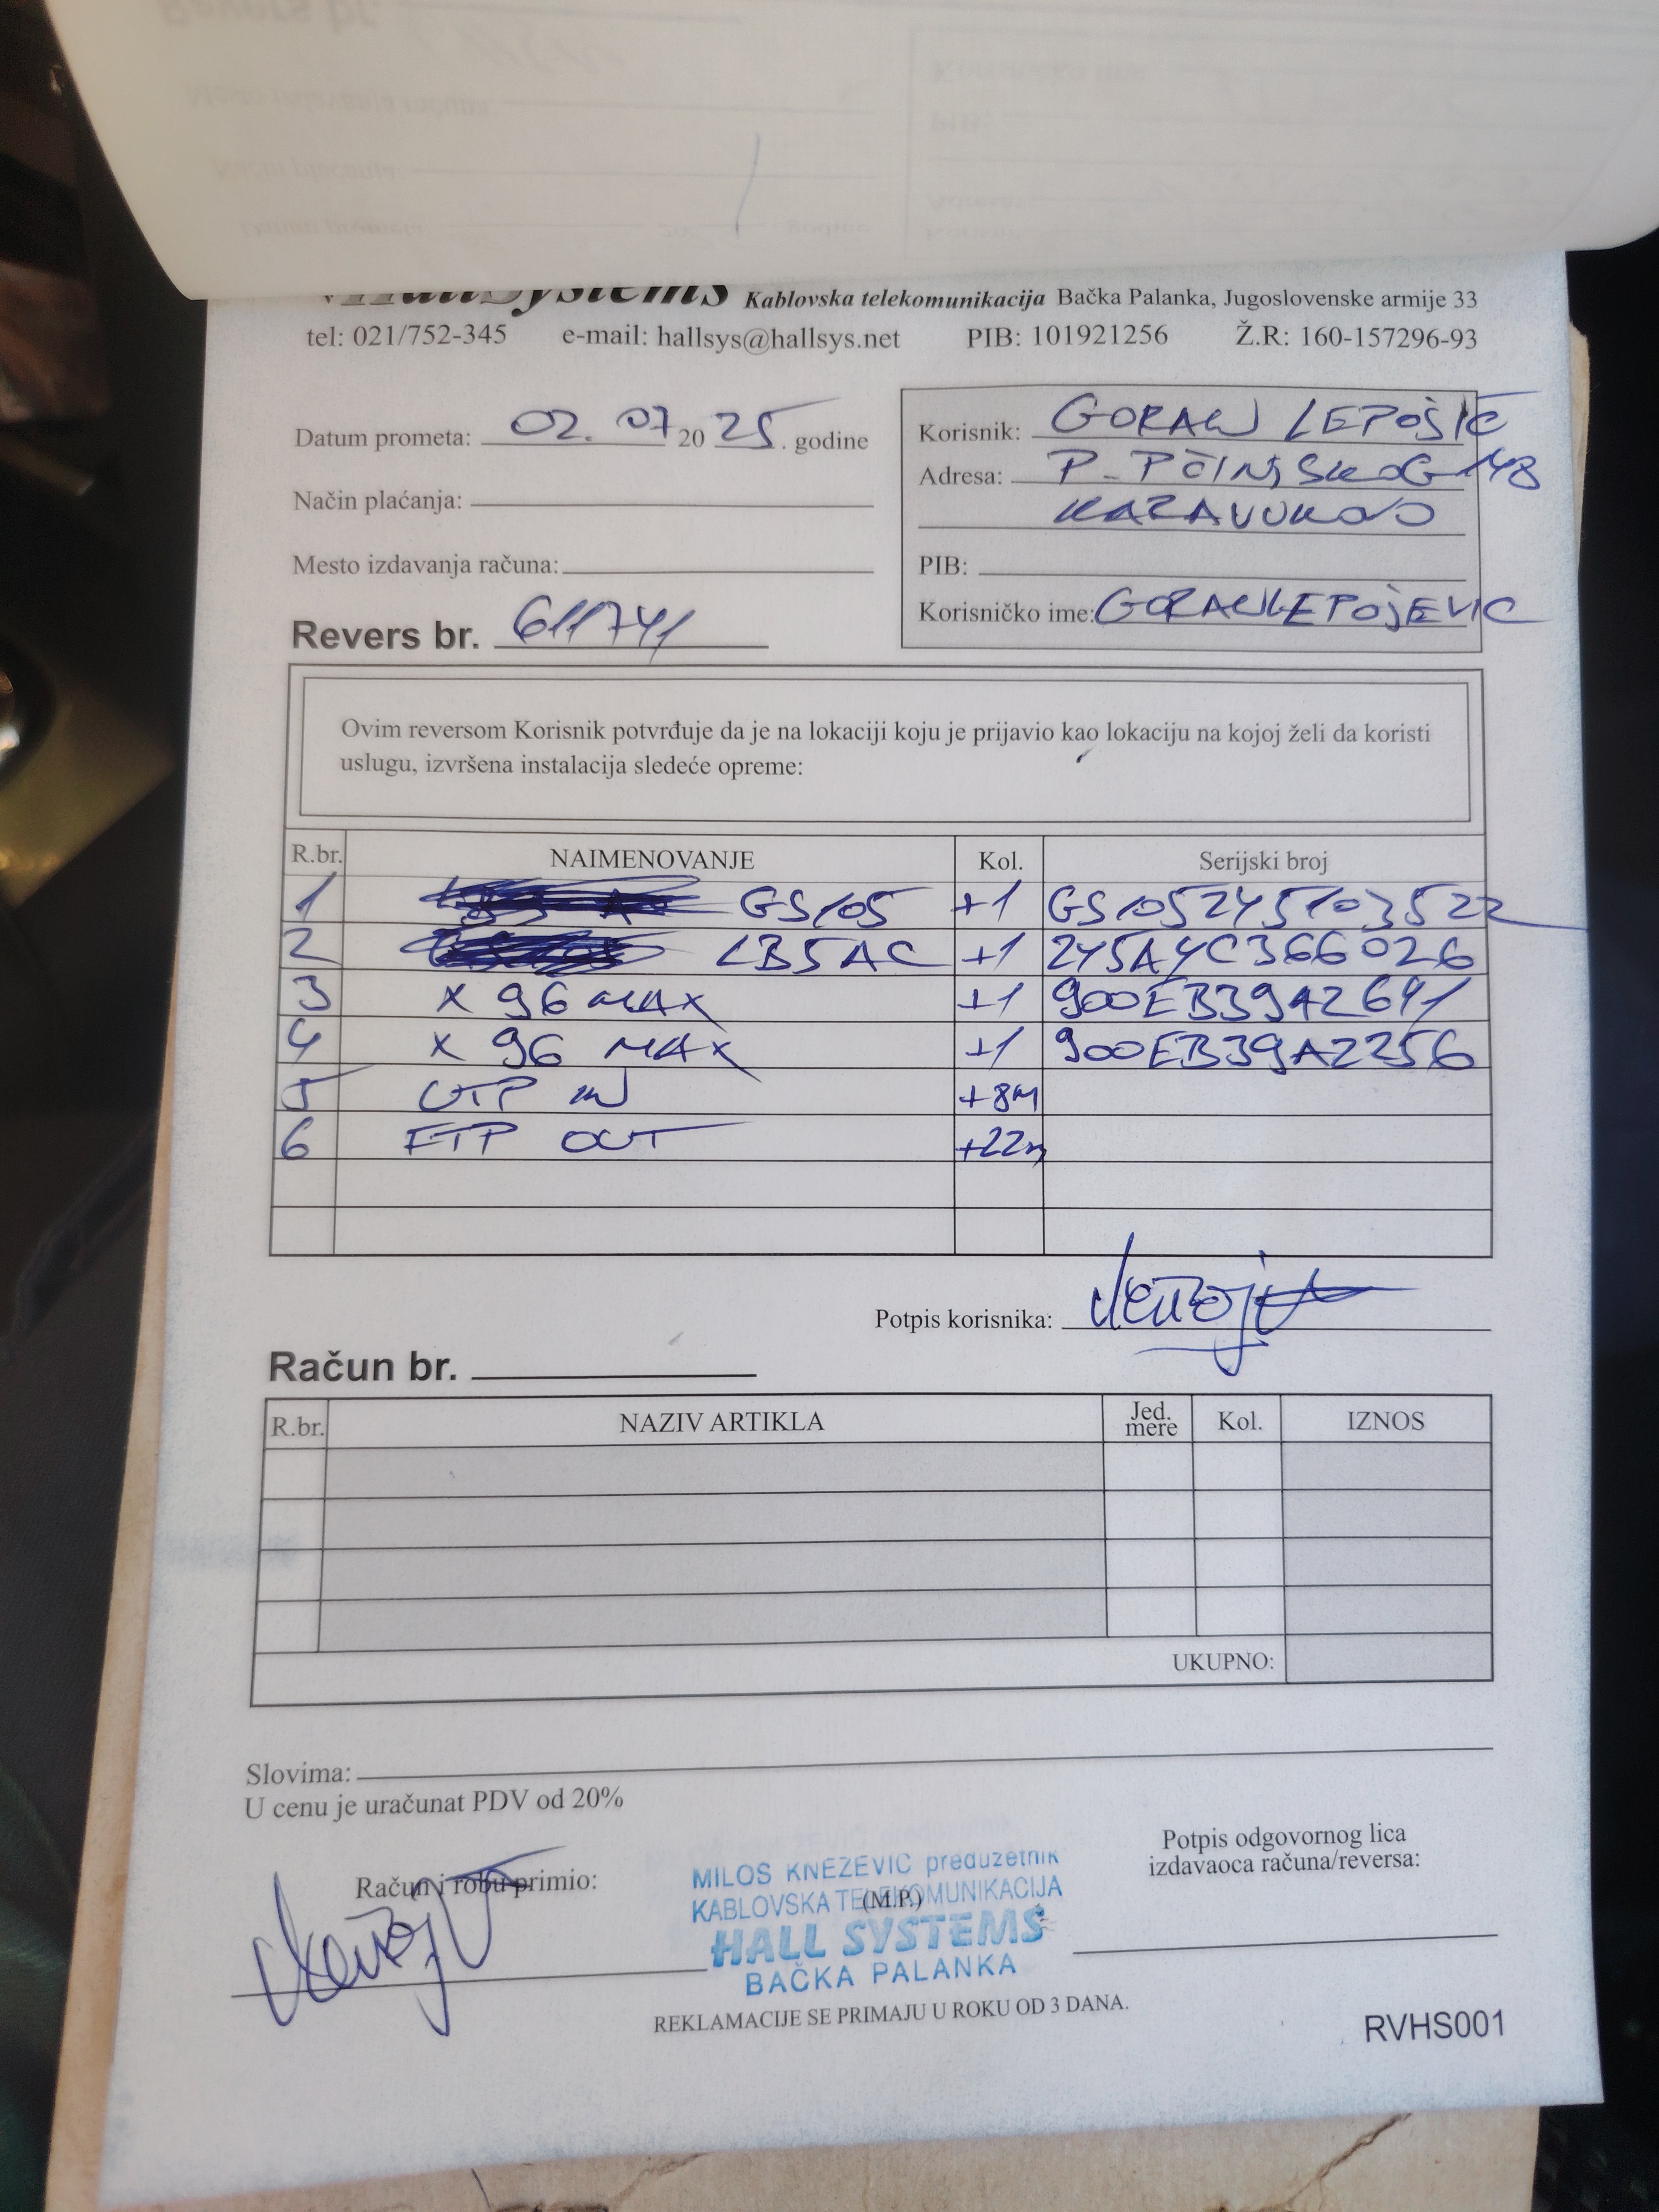 HallSystems Kablovska telekomunikacija Bačka Palanka, Jugoslovenske armije 33
tel: 021/752-345 e-mail: hallsys@hallsys.net PIB: 101921256 Ž.R: 160-157296-93
Datum prometa: 02. 07 2025. godine
Korisnik: GORAN LEPOŠIĆ
Adresa: P. PČINJSKOG 148
KARAVUKOVO
Način plaćanja:
Mesto izdavanja računa:
PIB:
Korisničko ime: GORANLEPOJEVIC
Revers br. 611741
Ovim reversom Korisnik potvrđuje da je na lokaciji koju je prijavio kao lokaciju na kojoj želi da koristi
uslugu, izvršena instalacija sledeće opreme:
R.br. NAIMENOVANJE Kol. Serijski broj
1 GS105 +1 GS105245103522
2 LB5AC +1 245A4C366026
3 X 96 MAX +1 900EB39A2641
4 X 96 MAX +1 900EB39A2256
5 UTP IN +8M
6 FTP OUT +22m
Potpis korisnika:
Račun br.
R.br. NAZIV ARTIKLA Jed. mere Kol. IZNOS
UKUPNO:
Slovima:
U cenu je uračunat PDV od 20%
Račun i robu primio:
MILOS KNEZEVIC preduzetnik
KABLOVSKA TELEKOMUNIKACIJA
(M.P.)
HALL SYSTEMS
BAČKA PALANKA
Potpis odgovornog lica
izdavaoca računa/reversa:
REKLAMACIJE SE PRIMAJU U ROKU OD 3 DANA.
RVHS001